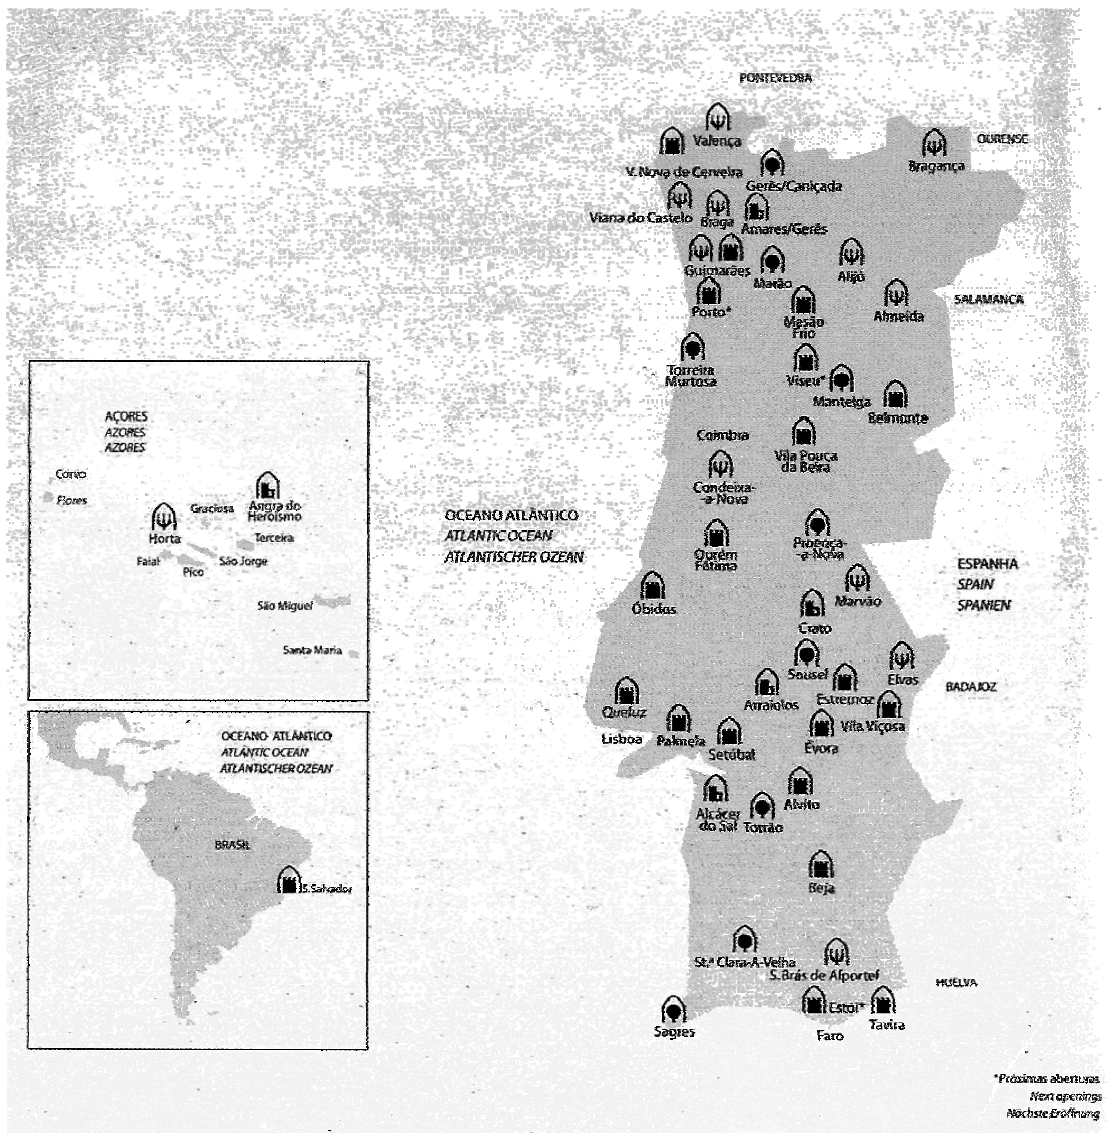 PONTEVEDRA
Valença
OURENSE
Bragança
V. Nova de Cerveira
Gerês/Caniçada
Viana do Castelo
Braga
Amares/Gerês
Guimarães
Marão
Alijó
SALAMANCA
Porto*
Mesão
Frio
Almeida
Torreira
Murtosa
Viseu*
Manteiga
Belmonte
Coimbra
Vila Pouca
da Beira
Condeixa-
-a-Nova
Proença-
-a-Nova
Ourém
Fátima
ESPANHA
SPAIN
SPANIEN
Marvão
Óbidos
Crato
Sousel
Elvas
BADAJOZ
Estremoz
Arraiolos
Queluz
Vila Viçosa
Lisboa
Palmela
Setúbal
Évora
Alcácer
do Sal
Torrão
Alvito
Beja
St.ª Clara-A-Velha
S. Brás de Alportel
HUELVA
Estoi*
Sagres
Tavira
Faro
OCEANO ATLÂNTICO
ATLANTIC OCEAN
ATLANTISCHER OZEAN
AÇORES
AZORES
AZORES
Corvo
Flores
Graciosa
Angra do
Heroísmo
Horta
Terceira
Faial
Pico
São Jorge
São Miguel
Santa Maria
OCEANO ATLÂNTICO
ATLANTIC OCEAN
ATLANTISCHER OZEAN
BRASIL
S. Salvador
*Próximas aberturas
Next openings
Nächste Eröffnung